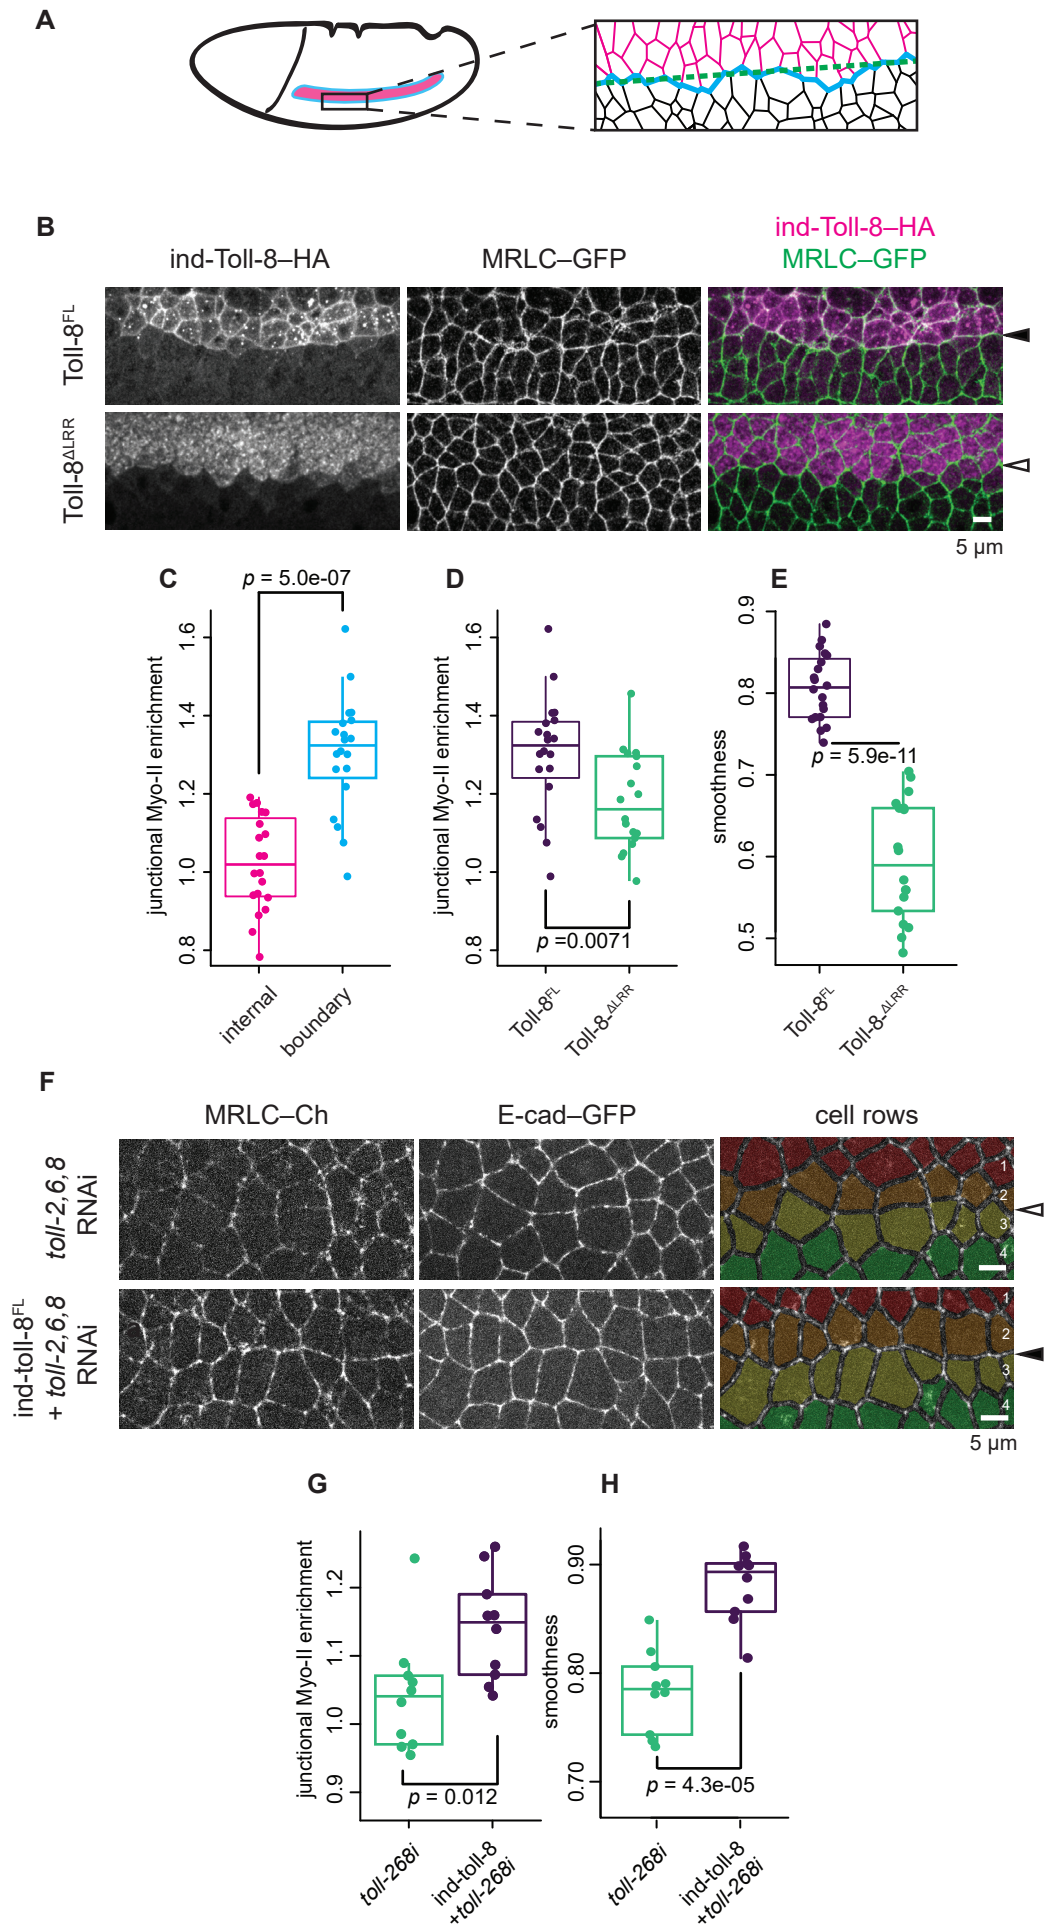 A
B
ind-Toll-8–HA
MRLC–GFP
ind-Toll-8–HA
MRLC–GFP
Toll-8FL
Toll-8ΔLRR
5 µm
C
p = 5.0e-07
junctional Myo-II enrichment
1.6
1.4
1.2
1.0
0.8
internal
boundary
D
junctional Myo-II enrichment
1.6
1.4
1.2
1.0
0.8
p =0.0071
Toll-8FL
Toll-8-ΔLRR
E
smoothness
0.9
0.8
0.7
0.6
0.5
p = 5.9e-11
Toll-8FL
Toll-8-ΔLRR
F
MRLC–Ch
E-cad–GFP
cell rows
toll-2,6,8
RNAi
1
2
3
4
ind-toll-8FL
+ toll-2,6,8
RNAi
1
2
3
4
5 µm
G
junctional Myo-II enrichment
1.2
1.1
1.0
0.9
p = 0.012
toll-268i
ind-toll-8
+toll-268i
H
smoothness
0.90
0.80
0.70
p = 4.3e-05
toll-268i
ind-toll-8
+toll-268i